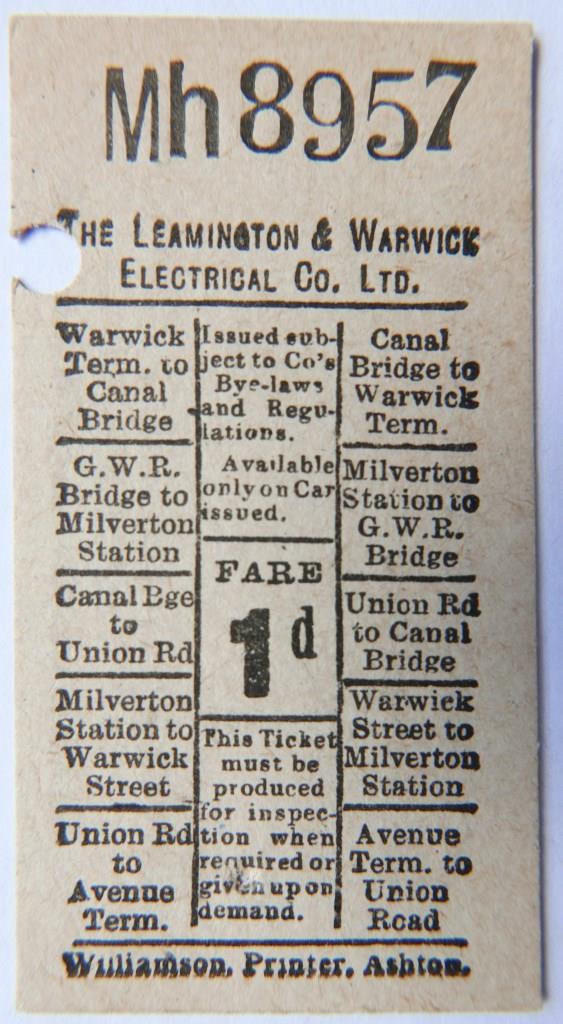 Mh 8957
THE LEAMINGTON & WARWICK
ELECTRICAL CO. LTD.
Warwick
Term. to
Canal
Bridge
G.W.R.
Bridge to
Milverton
Station
Canal Bge
to
Union Rd
Milverton
Station to
Warwick
Street
Union Rd
to
Avenue
Term.
Issued sub-
ject to Co's
Bye-laws
and Regu-
lations.
Available
only on Car
issued.
FARE
1d
This Ticket
must be
produced
for inspec-
tion when
required or
given upon
demand.
Canal
Bridge to
Warwick
Term.
Milverton
Station to
G.W.R.
Bridge
Union Rd
to Canal
Bridge
Warwick
Street to
Milverton
Station
Avenue
Term. to
Union
Road
Williamson, Printer, Ashton.